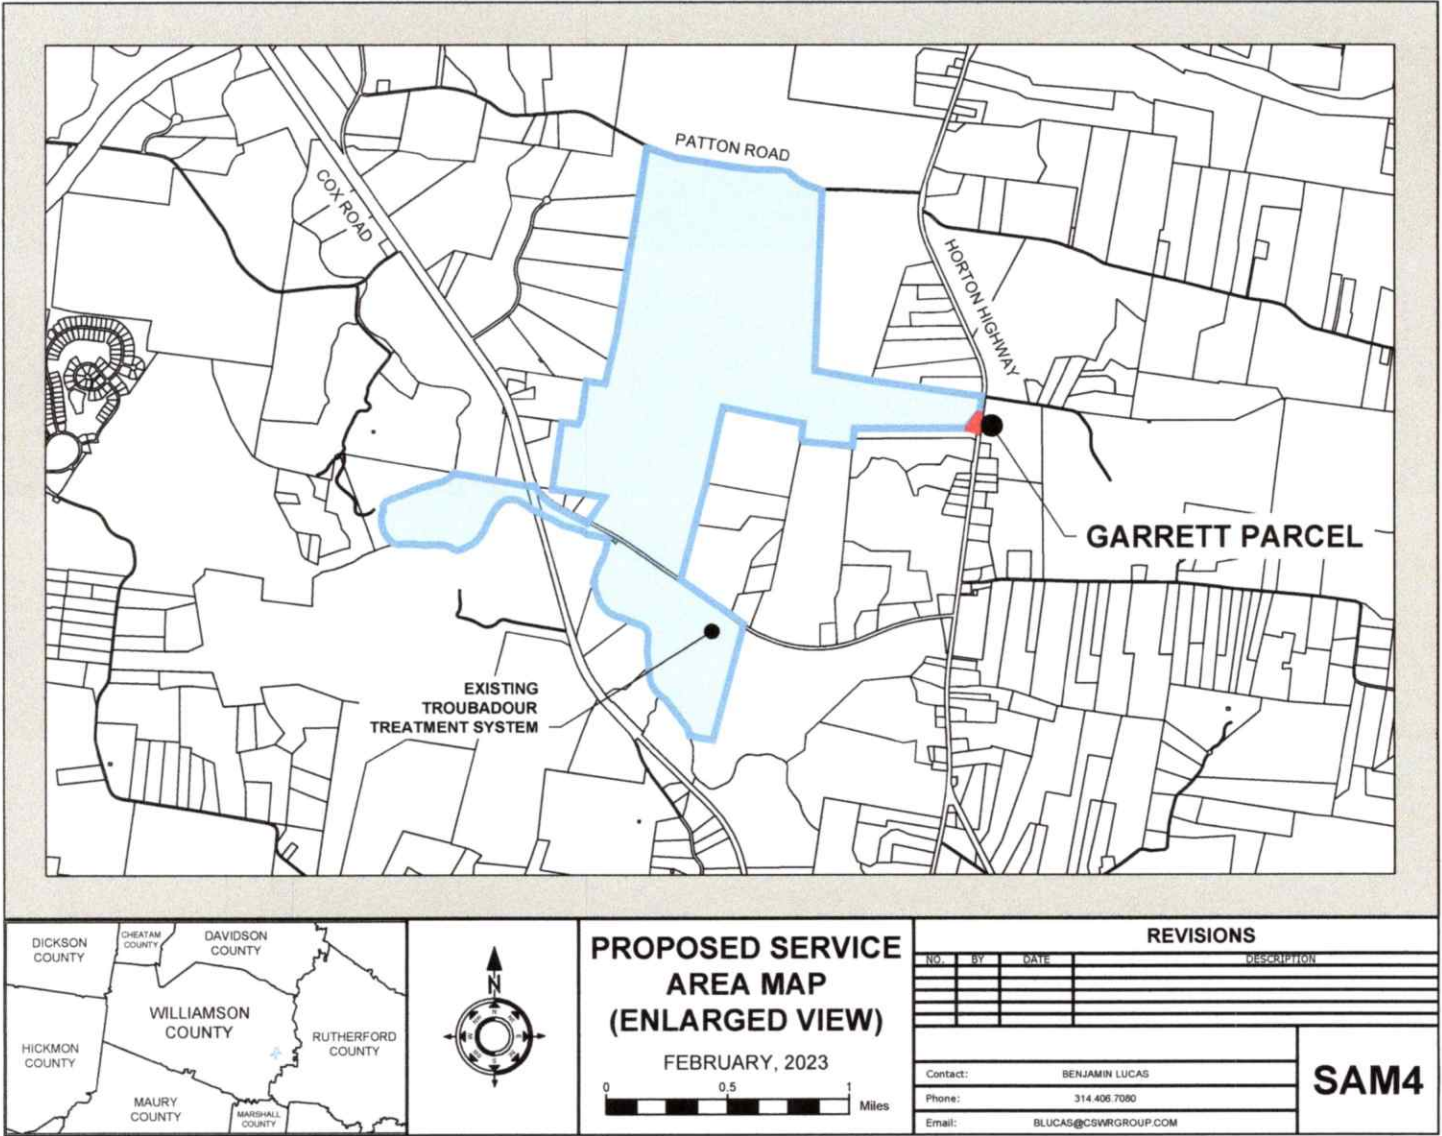 PATTON ROAD
COX ROAD
HORTON HIGHWAY
GARRETT PARCEL
EXISTING
TROUBADOUR
TREATMENT SYSTEM
DICKSON
COUNTY
CHEATAM
COUNTY
DAVIDSON
COUNTY
WILLIAMSON
COUNTY
HICKMON
COUNTY
RUTHERFORD
COUNTY
MAURY
COUNTY
MARSHALL
COUNTY
N
PROPOSED SERVICE
AREA MAP
(ENLARGED VIEW)
FEBRUARY, 2023
0 0.5 1
Miles
REVISIONS
NO. BY DATE DESCRIPTION
Contact: BENJAMIN LUCAS
Phone: 314.406.7080
Email: BLUCAS@CSWRGROUP.COM
SAM4